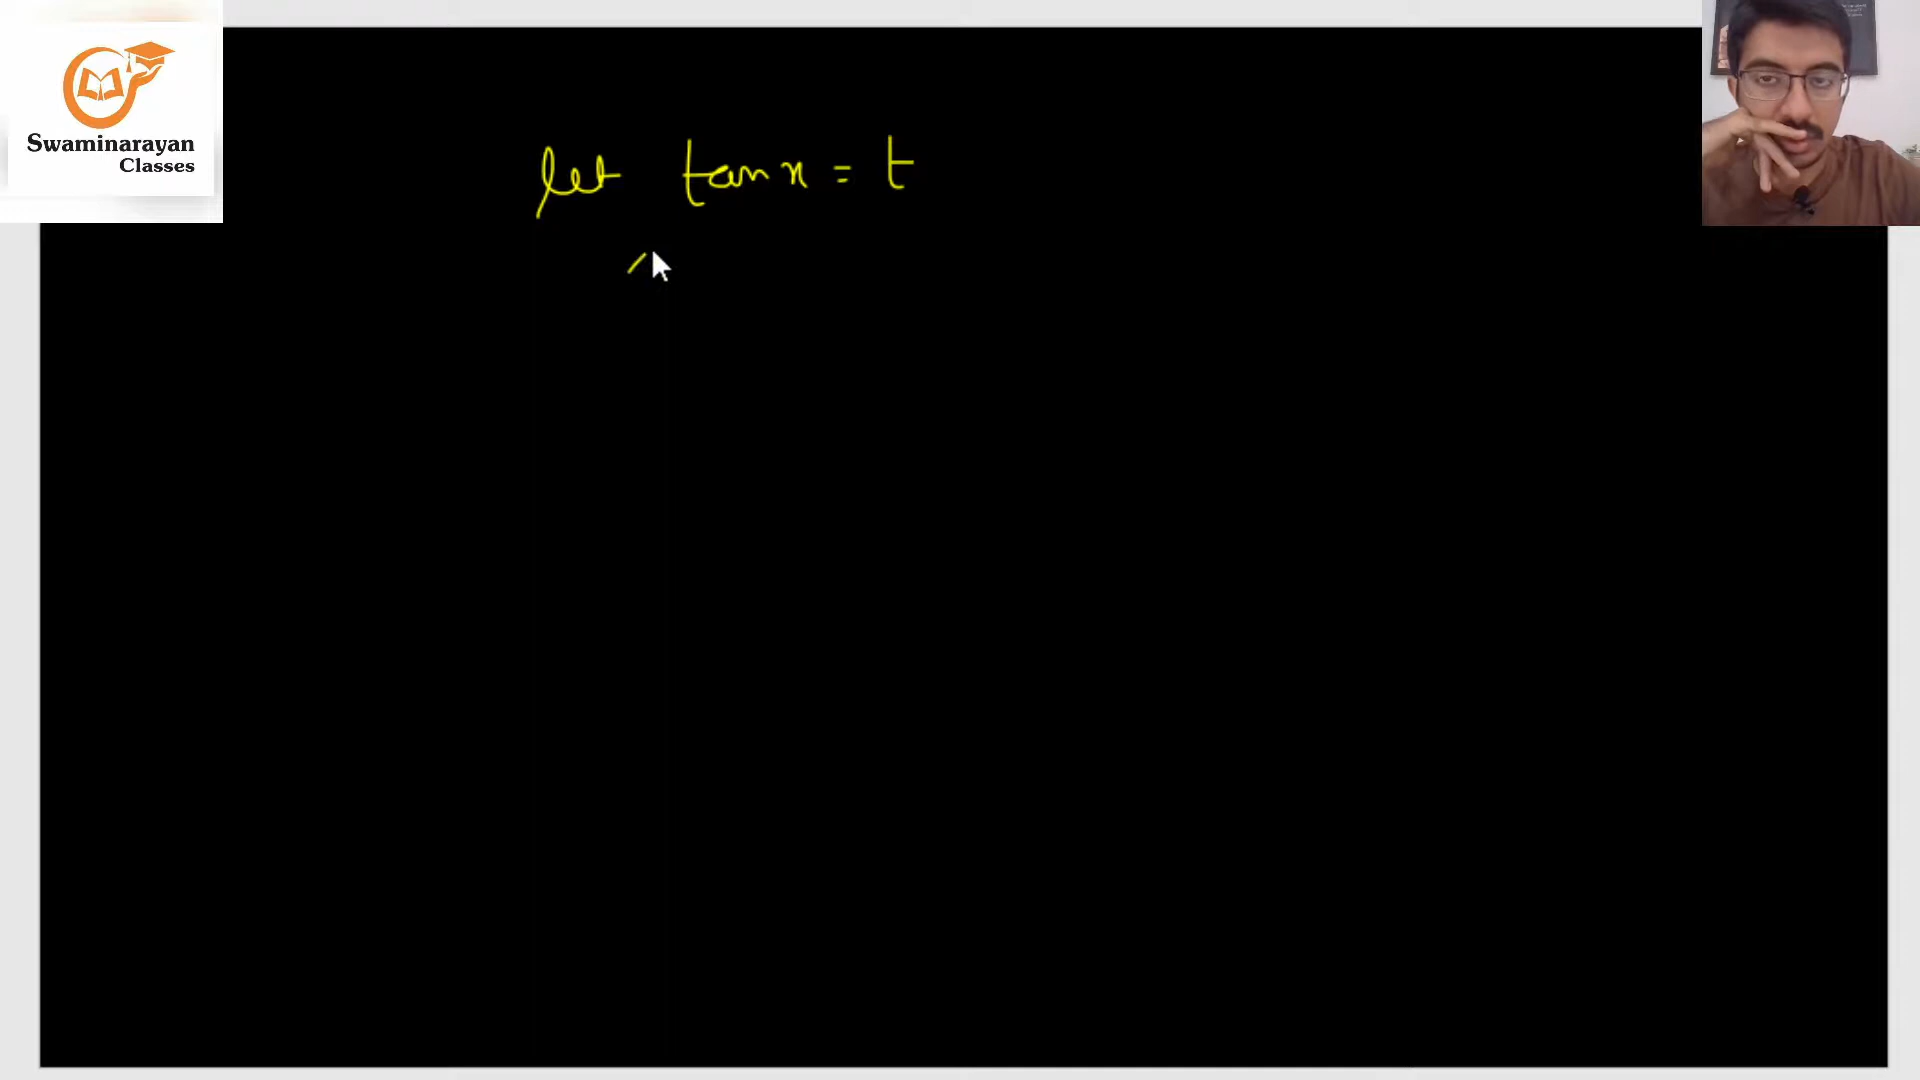 Swaminarayan
Classes
let tan x = t